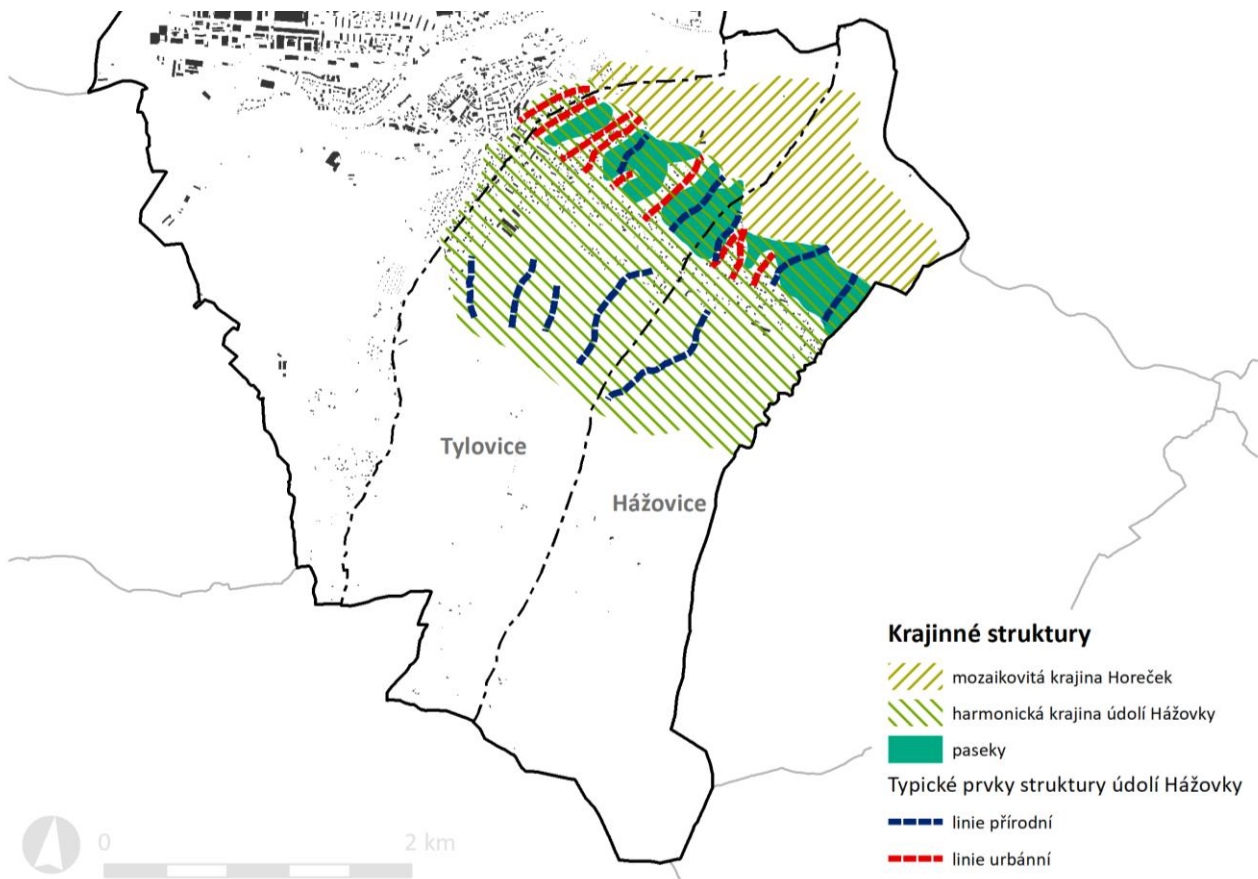 Tylovice
Hážovice
Krajinné struktury
mozaikovitá krajina Horeček
harmonická krajina údolí Hážovky
paseky
Typické prvky struktury údolí Hážovky
linie přírodní
linie urbánní
0 2 km